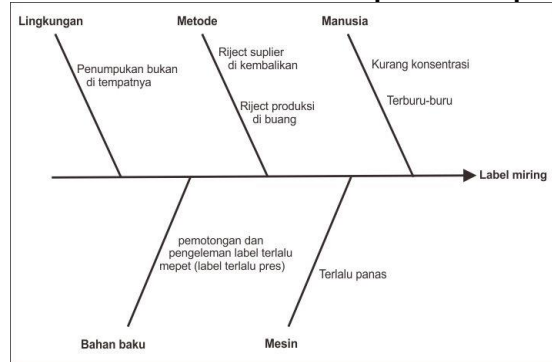 Lingkungan
Metode
Manusia
Penumpukan bukan
di tempatnya
Riject suplier
di kembalikan
Riject produksi
di buang
Kurang konsentrasi
Terburu-buru
Label miring
pemotongan dan
pengeleman label terlalu
mepet (label terlalu pres)
Terlalu panas
Bahan baku
Mesin